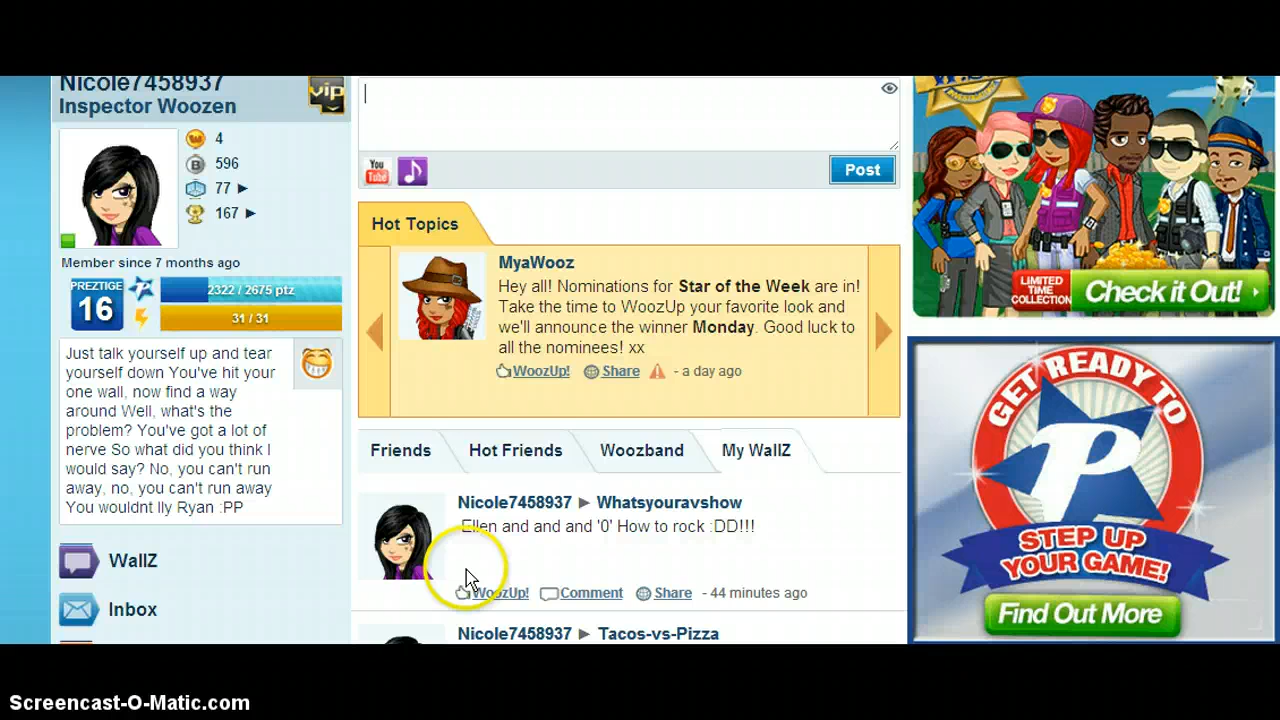 Nicole7458937
Inspector Woozen
vip
4
596
77
167
Member since 7 months ago
PREZTIGE
16
2322 / 2675 ptz
31 / 31
Just talk yourself up and tear
yourself down You've hit your
one wall, now find a way
around Well, what's the
problem? You've got a lot of
nerve So what did you think I
would say? No, you can't run
away, no, you can't run away
You wouldnt lly Ryan :PP
WallZ
Inbox
You
Tube
Post
Hot Topics
MyaWooz
Hey all! Nominations for Star of the Week are in!
Take the time to WoozUp your favorite look and
we'll announce the winner Monday. Good luck to
all the nominees! xx
WoozUp! Share - a day ago
Friends Hot Friends Woozband My WallZ
Nicole7458937 ▶ Whatsyouravshow
Ellen and and and '0' How to rock :DD!!!
WoozUp! Comment Share - 44 minutes ago
Nicole7458937 ▶ Tacos-vs-Pizza
LIMITED
TIME
COLLECTION
Check it Out!
GET READY TO
P
STEP UP
YOUR GAME!
Find Out More
Screencast-O-Matic.com